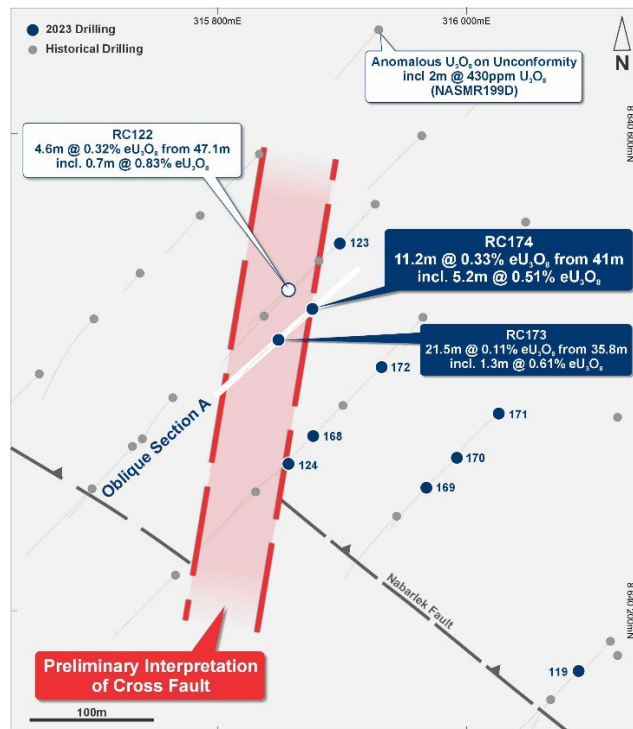 315 800mE
316 000mE
2023 Drilling
Historical Drilling
N
Anomalous U₃O₈ on Unconformity
incl 2m @ 430ppm U₃O₈
(NASMR199D)
8 640 600mN
RC122
4.6m @ 0.32% eU₃O₈ from 47.1m
incl. 0.7m @ 0.83% eU₃O₈
123
RC174
11.2m @ 0.33% eU₃O₈ from 41m
incl. 5.2m @ 0.51% eU₃O₈
RC173
21.5m @ 0.11% eU₃O₈ from 35.8m
incl. 1.3m @ 0.61% eU₃O₈
172
Oblique Section A
171
168
170
124
169
Nabarlek Fault
8 640 200mN
Preliminary Interpretation
of Cross Fault
119
100m